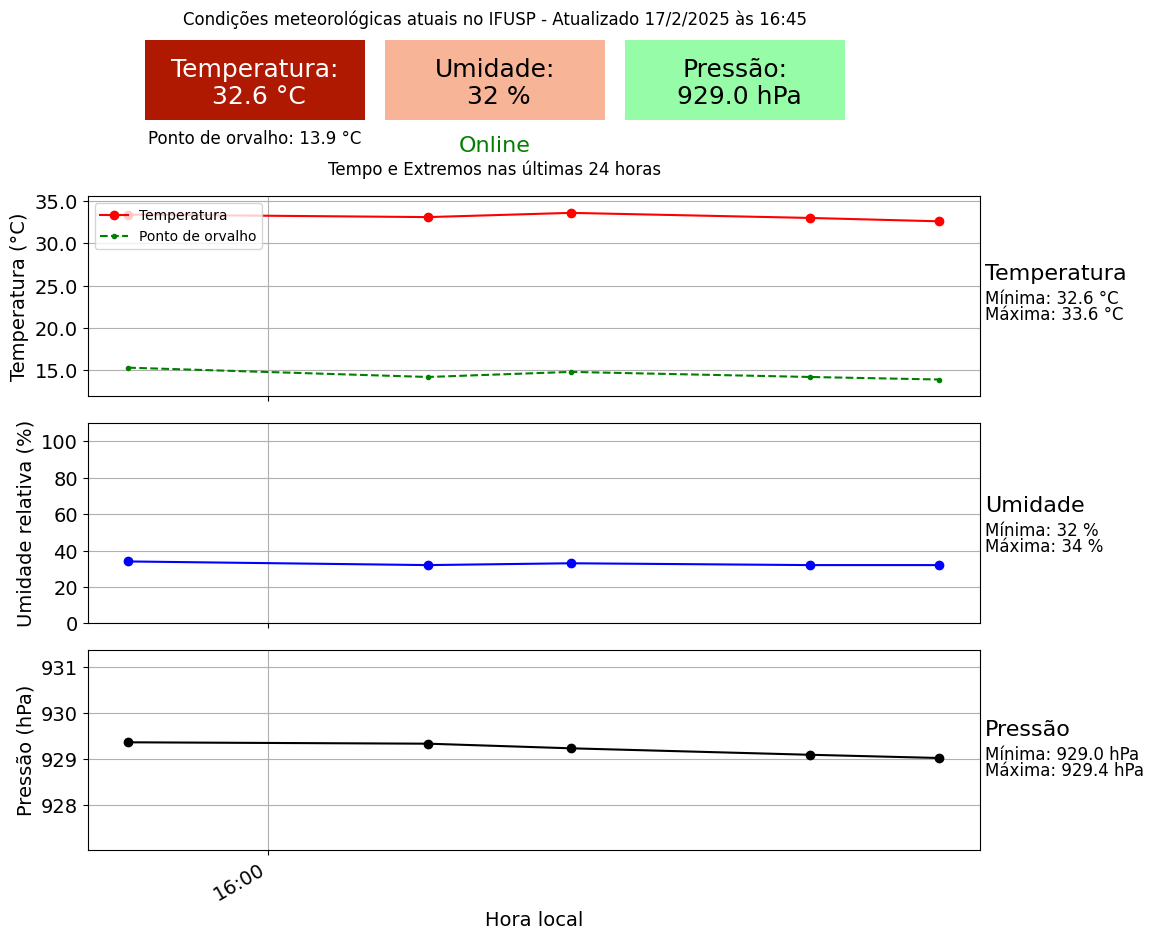 Condições meteorológicas atuais no IFUSP - Atualizado 17/2/2025 às 16:45
Temperatura:
32.6 °C
Umidade:
32 %
Pressão:
929.0 hPa
Ponto de orvalho: 13.9 °C
Online
Tempo e Extremos nas últimas 24 horas
Temperatura (°C)
35.0
30.0
25.0
20.0
15.0
Temperatura
Ponto de orvalho
Temperatura
Mínima: 32.6 °C
Máxima: 33.6 °C
Umidade relativa (%)
100
80
60
40
20
0
Umidade
Mínima: 32 %
Máxima: 34 %
Pressão (hPa)
931
930
929
928
Pressão
Mínima: 929.0 hPa
Máxima: 929.4 hPa
16:00
Hora local